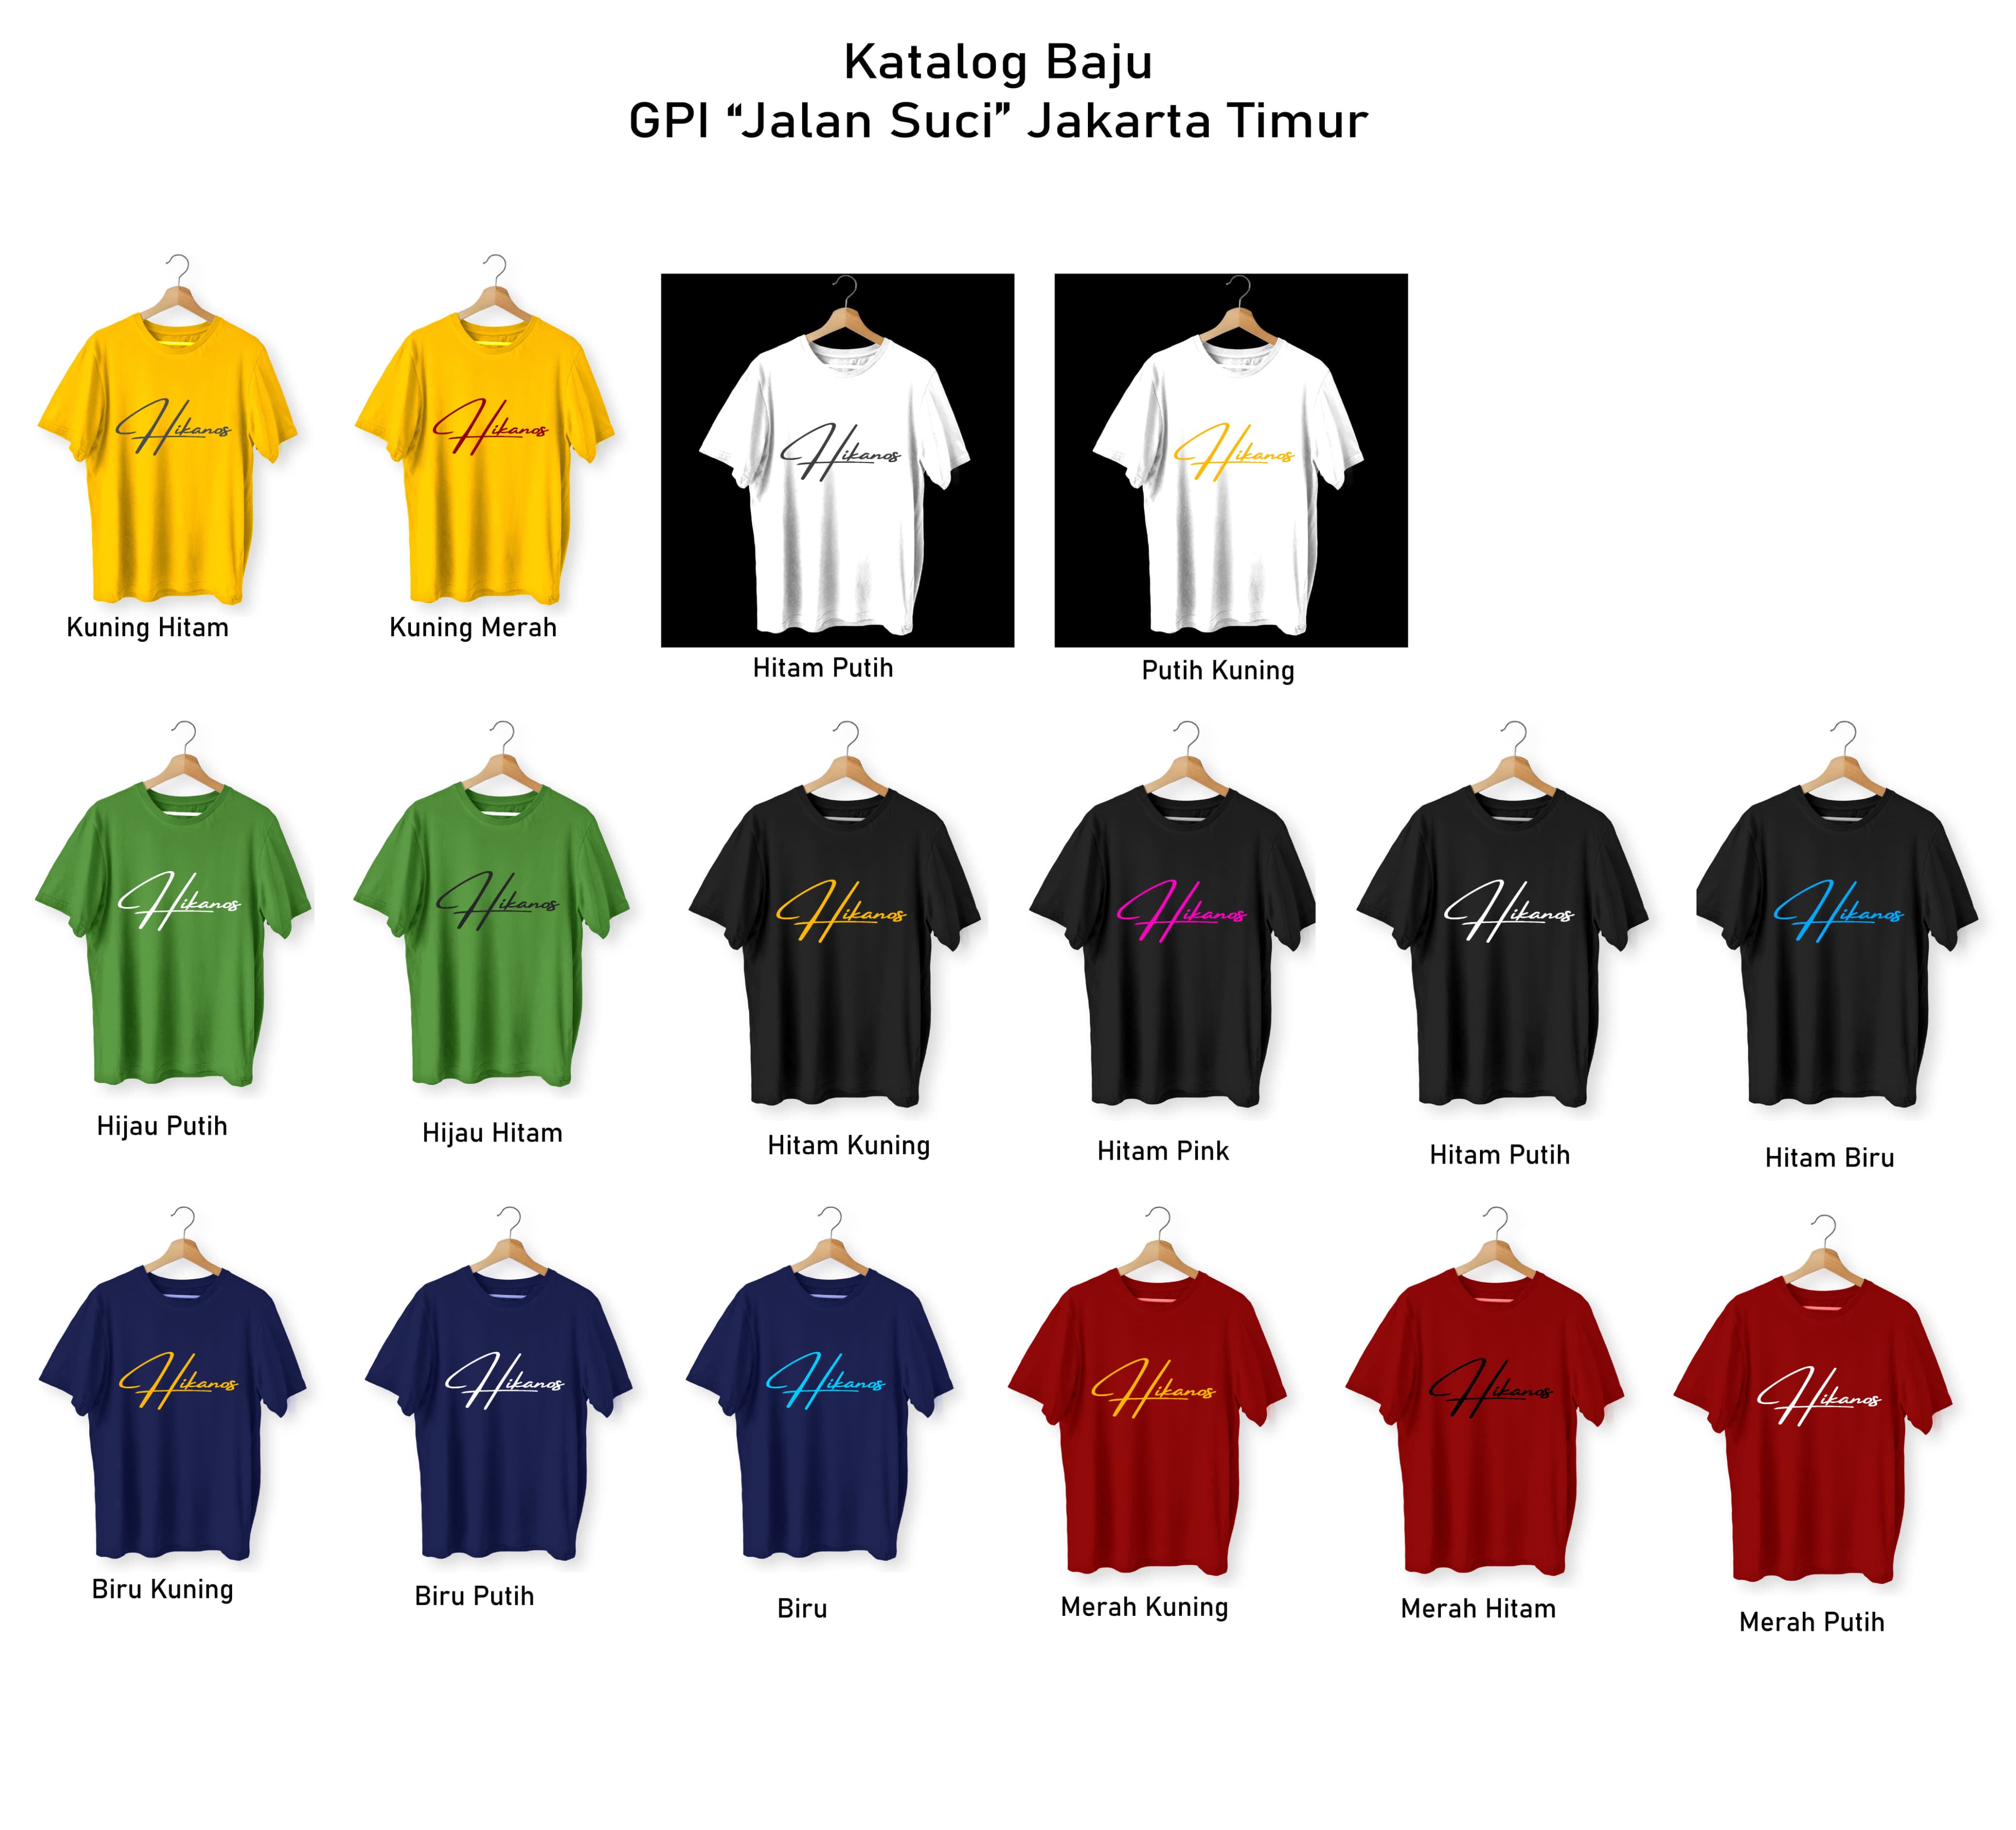 Katalog Baju
GPI “Jalan Suci” Jakarta Timur
Hikanos
Hikanos
Hikanos
Hikanos
Kuning Hitam
Kuning Merah
Hitam Putih
Putih Kuning
Hikanos
Hikanos
Hikanos
Hikanos
Hikanos
Hikanos
Hijau Putih
Hijau Hitam
Hitam Kuning
Hitam Pink
Hitam Putih
Hitam Biru
Hikanos
Hikanos
Hikanos
Hikanos
Hikanos
Hikanos
Biru Kuning
Biru Putih
Biru
Merah Kuning
Merah Hitam
Merah Putih